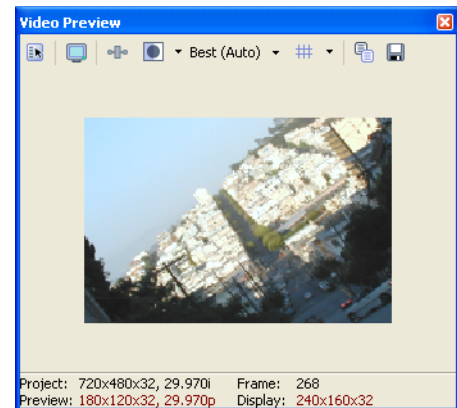 Video Preview
Best (Auto)
Project: 720x480x32, 29.970i Frame: 268
Preview: 180x120x32, 29.970p Display: 240x160x32